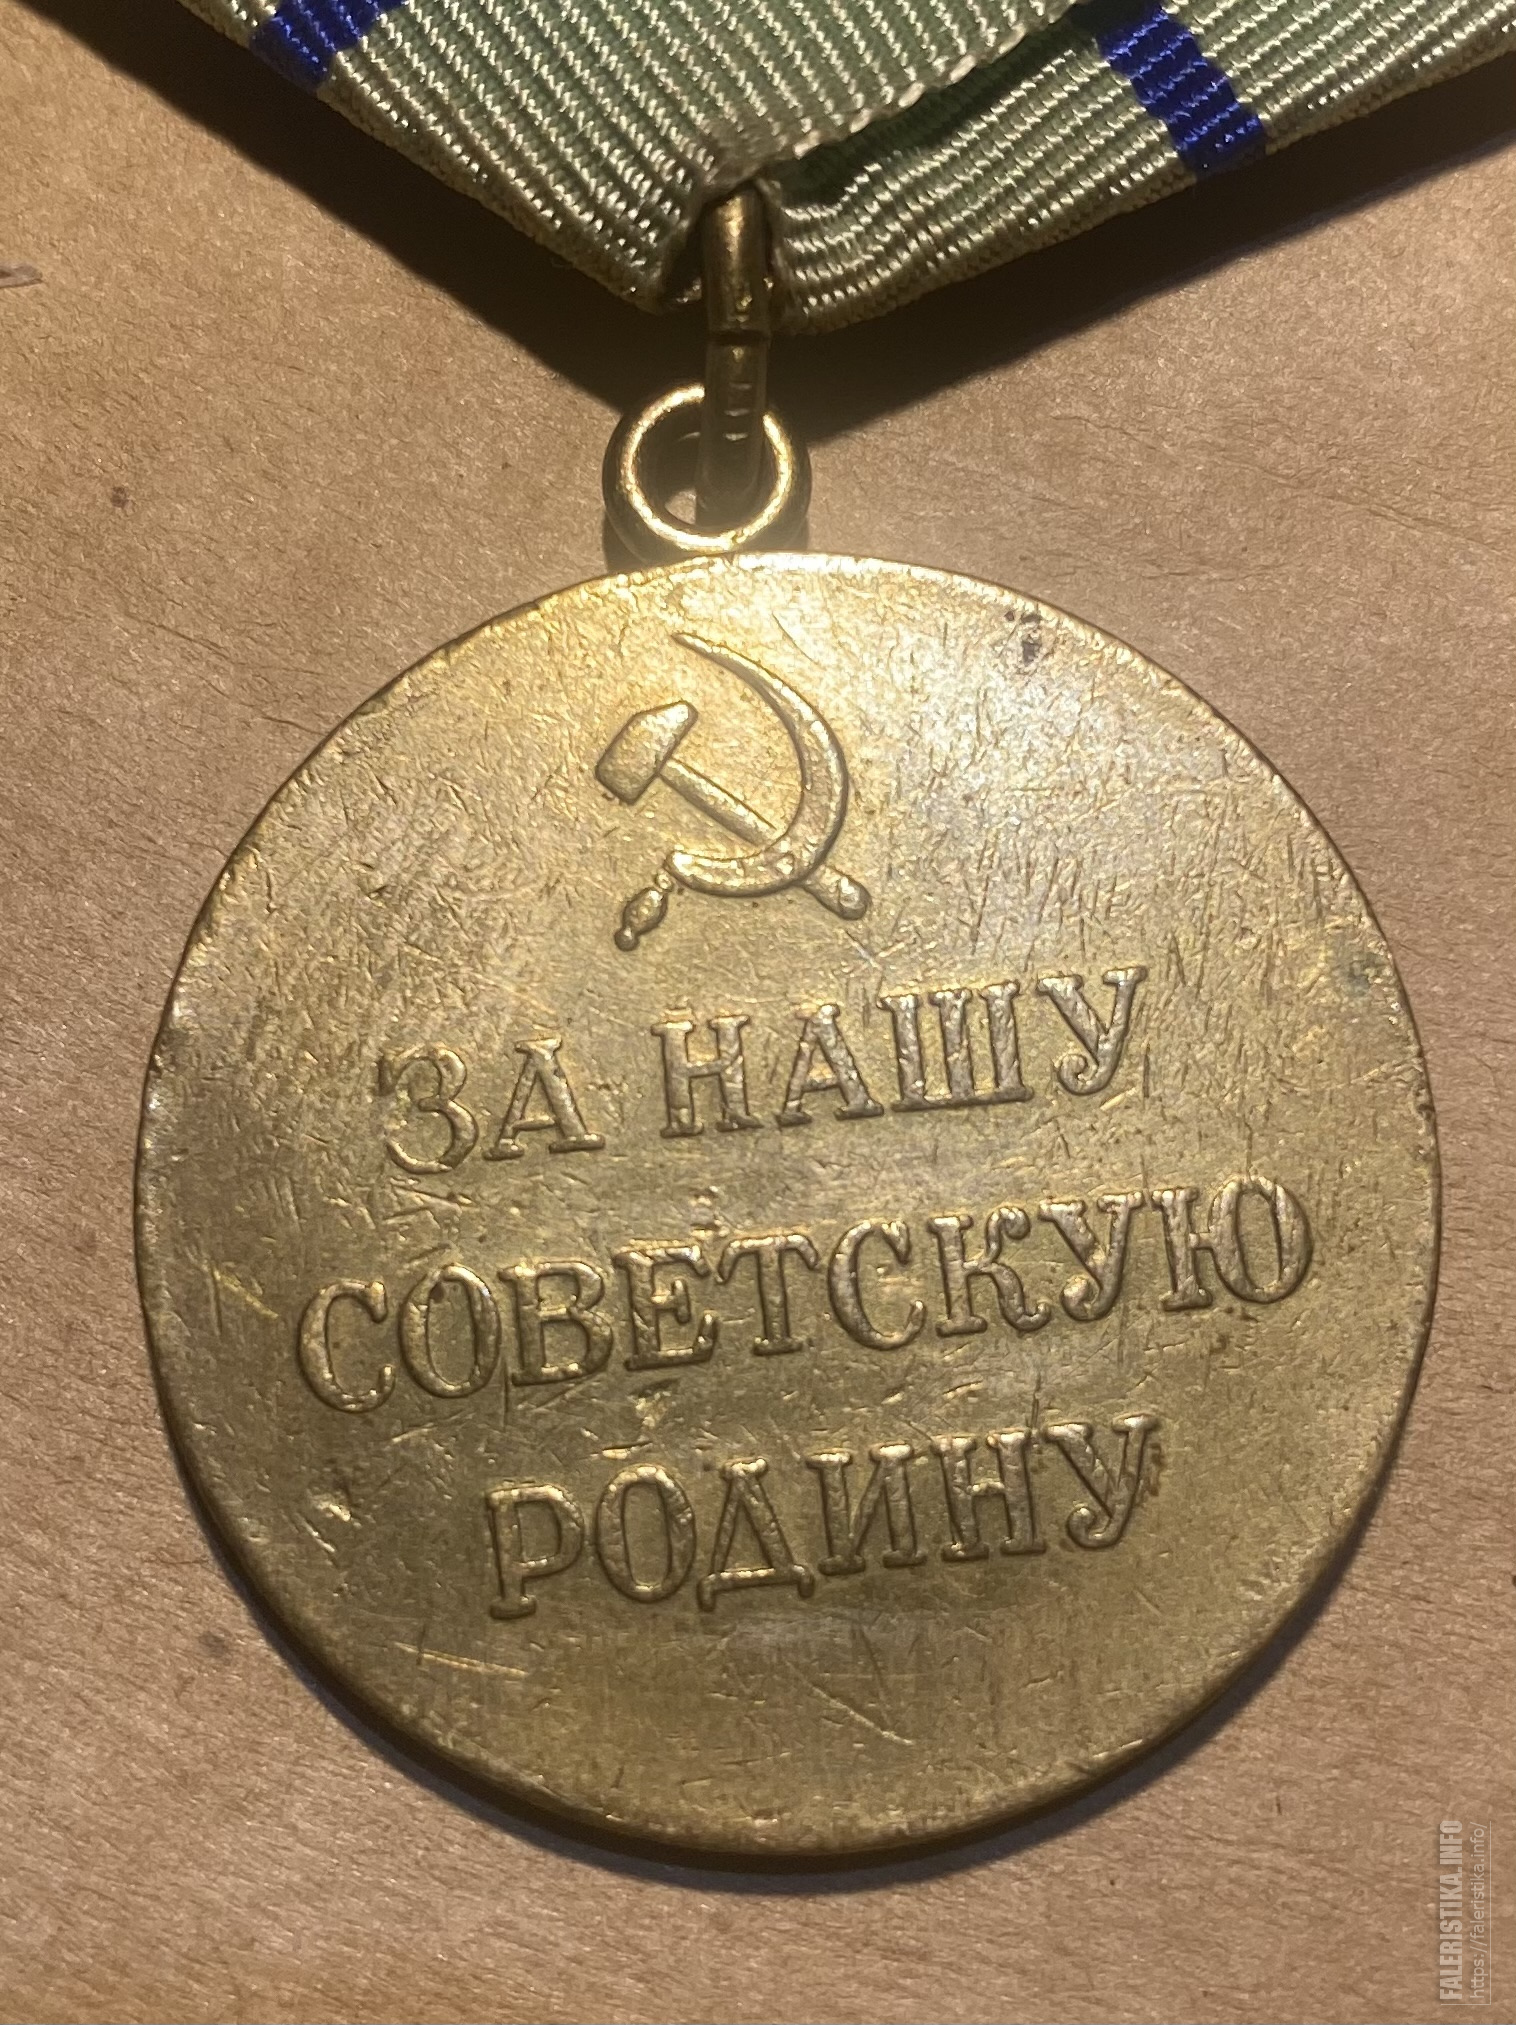 ЗА НАШУ
СОВЕТСКУЮ
РОДИНУ
FALERISTIKA.INFO
https://faleristika.info/